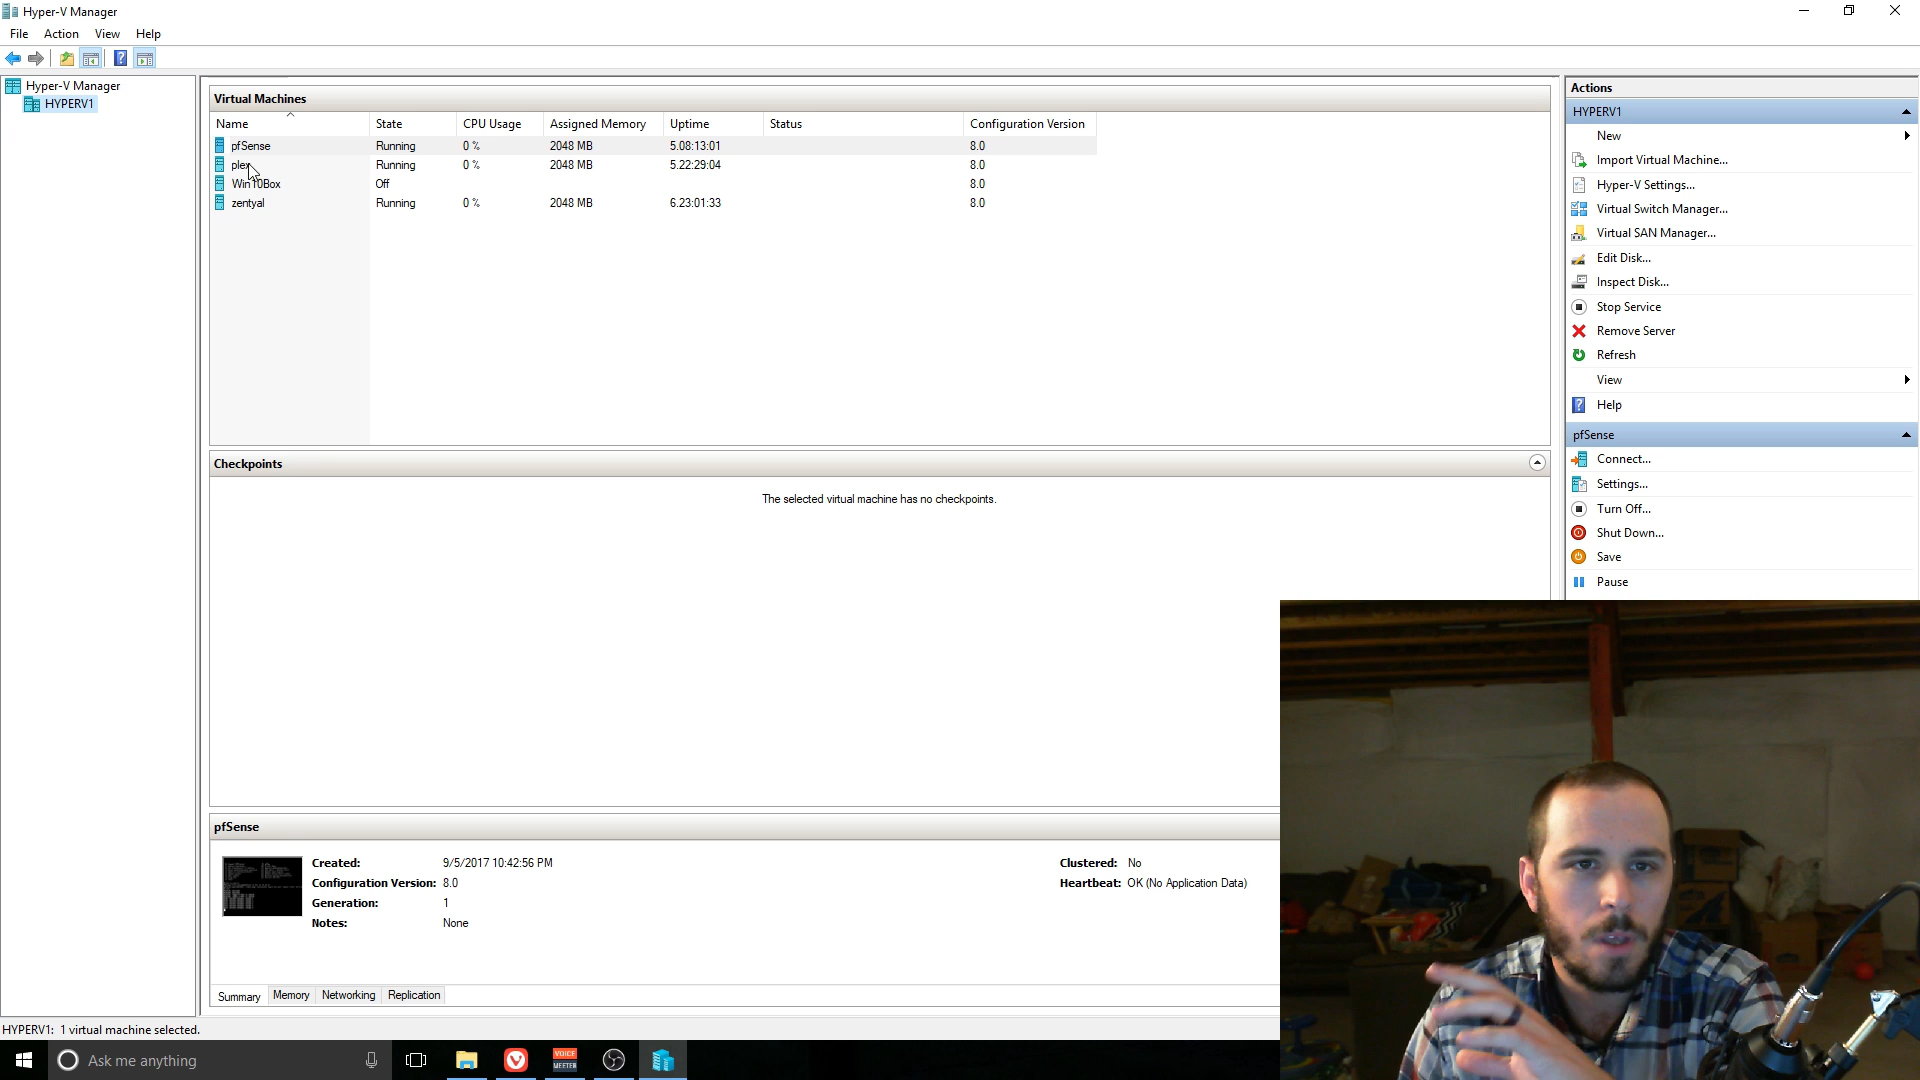 Hyper-V Manager
File Action View Help
Hyper-V Manager
HYPERV1
Virtual Machines
Name State CPU Usage Assigned Memory Uptime Status Configuration Version
pfSense Running 0 % 2048 MB 5.08:13:01 8.0
plex Running 0 % 2048 MB 5.22:29:04 8.0
Win10Box Off 8.0
zentyal Running 0 % 2048 MB 6.23:01:33 8.0
Checkpoints
The selected virtual machine has no checkpoints.
pfSense
Created: 9/5/2017 10:42:56 PM
Configuration Version: 8.0
Generation: 1
Notes: None
Clustered: No
Heartbeat: OK (No Application Data)
Summary Memory Networking Replication
Actions
HYPERV1
New
Import Virtual Machine...
Hyper-V Settings...
Virtual Switch Manager...
Virtual SAN Manager...
Edit Disk...
Inspect Disk...
Stop Service
Remove Server
Refresh
View
Help
pfSense
Connect...
Settings...
Turn Off...
Shut Down...
Save
Pause
HYPERV1: 1 virtual machine selected.
Ask me anything
VOICE
MEETER